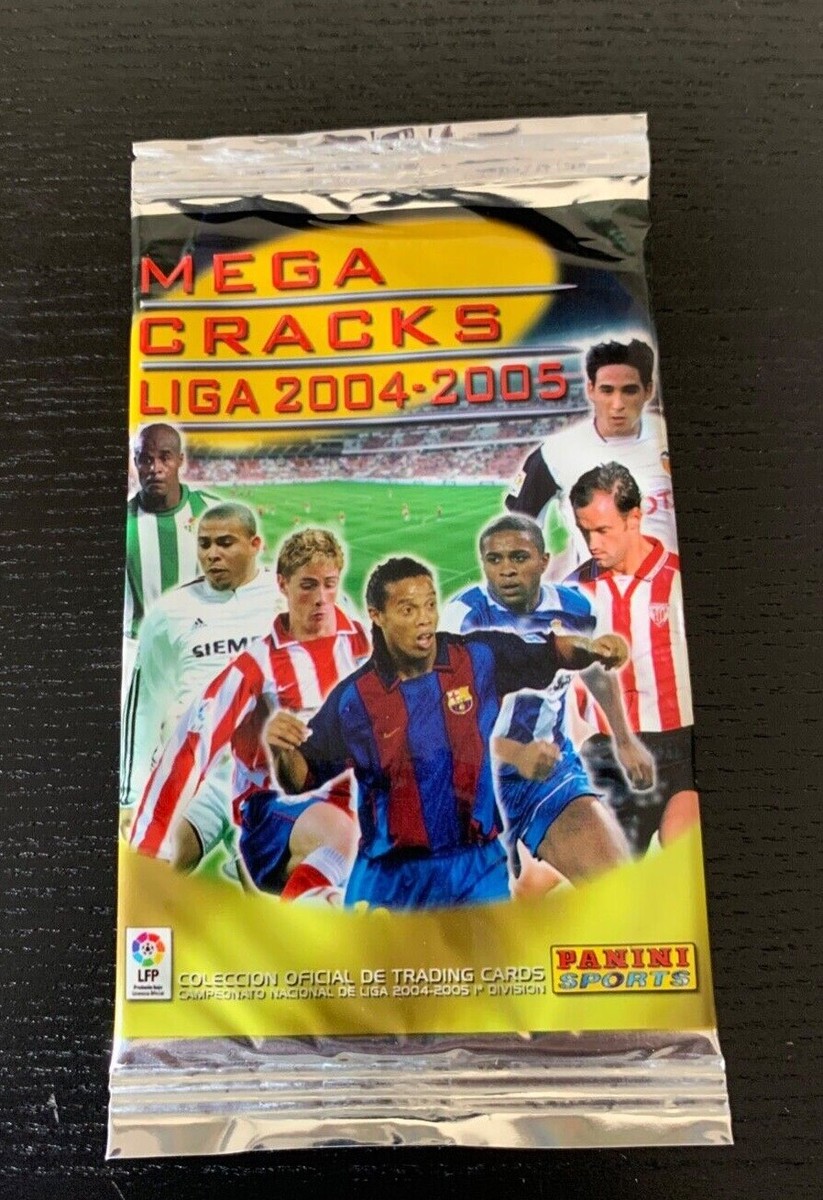 MEGA
CRACKS
LIGA 2004-2005
SIEM
LFP
COLECCION OFICIAL DE TRADING CARDS
CAMPEONATO NACIONAL DE LIGA 2004-2005 1ª DIVISION
PANINI
SPORTS